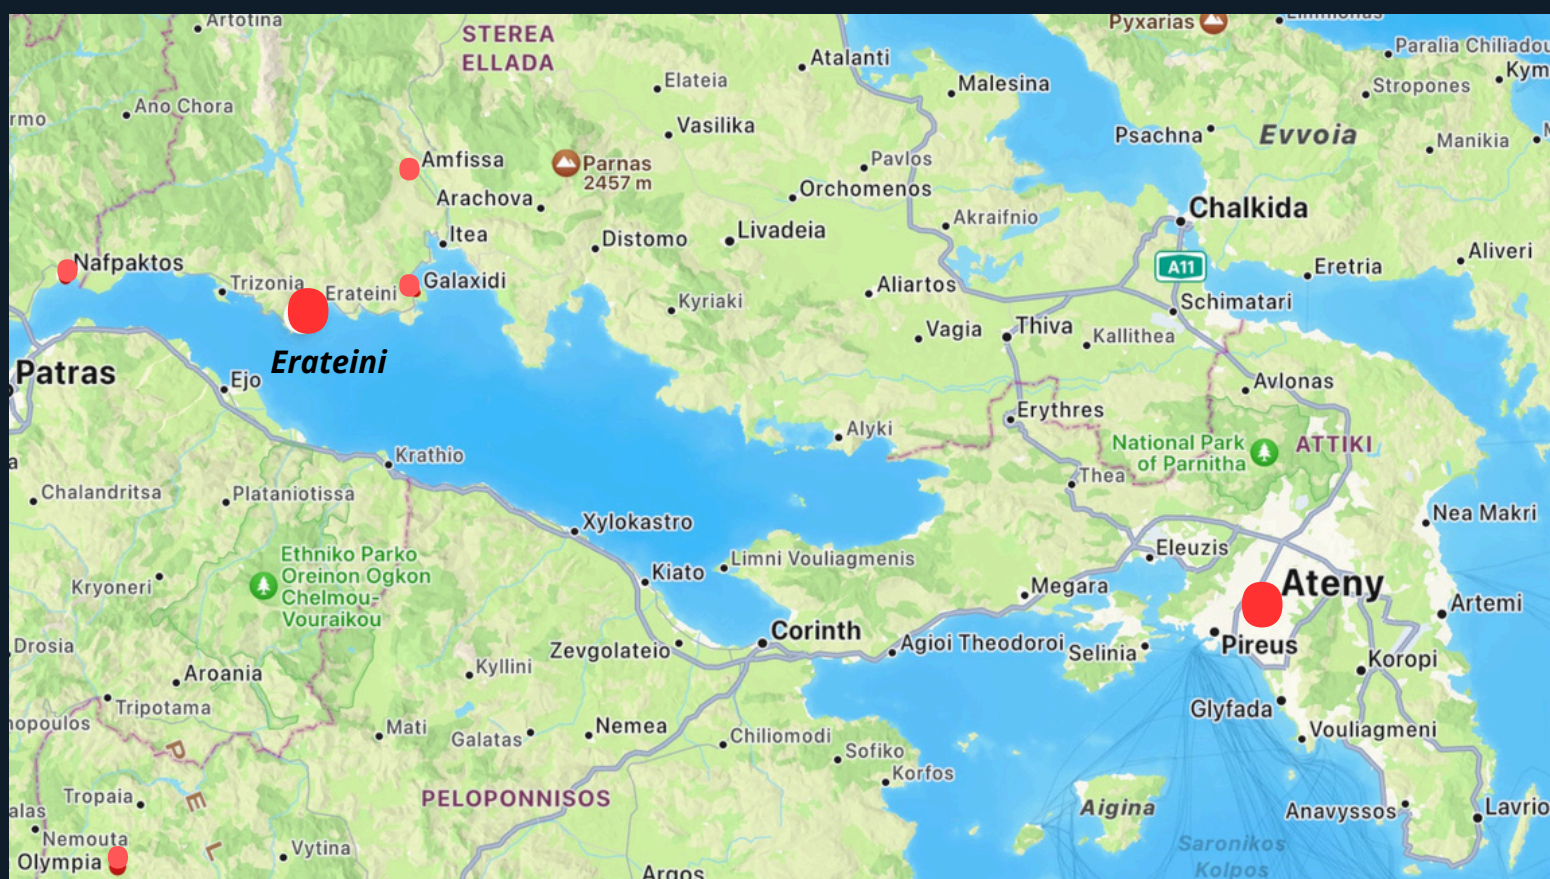 Artotina
STEREA
ELLADA
Pyxarias
Limnionas
Paralia Chiliadou
Atalanti
Elateia
Malesina
Stropones
Kym
Ano Chora
rmo
Vasilika
Psachna
Evvoia
Manikia
Amfissa
Parnas
2457 m
Pavlos
Arachova
Orchomenos
Chalkida
Itea
Distomo
Livadeia
Akraifnio
Nafpaktos
A11
Eretria
Aliveri
Trizonia
Erateini
Galaxidi
Kyriaki
Aliartos
Schimatari
Vagia
Thiva
Kallithea
Erateini
Patras
Ejo
Avlonas
Erythres
Alyki
National Park
of Parnitha
ATTIKI
a
Krathio
Thea
Chalandritsa
Plataniotissa
Xylokastro
Nea Makri
Ethniko Parko
Oreinon Ogkon
Chelmou-
Vouraikou
Limni Vouliagmenis
Eleuzis
Kryoneri
Kiato
Megara
Ateny
Artemi
Drosia
Zevgolateio
Corinth
Agioi Theodoroi
Selinia
Pireus
Koropi
Aroania
Kyllini
Tripotama
nopoulos
Mati
Galatas
Nemea
Chiliomodi
Glyfada
Vouliagmeni
Sofiko
Korfos
PEL
Tropaia
PELOPONNISOS
Aigina
Anavyssos
Lavrio
alas
Nemouta
Olympia
Vytina
Saronikos
Kolpos
Argos